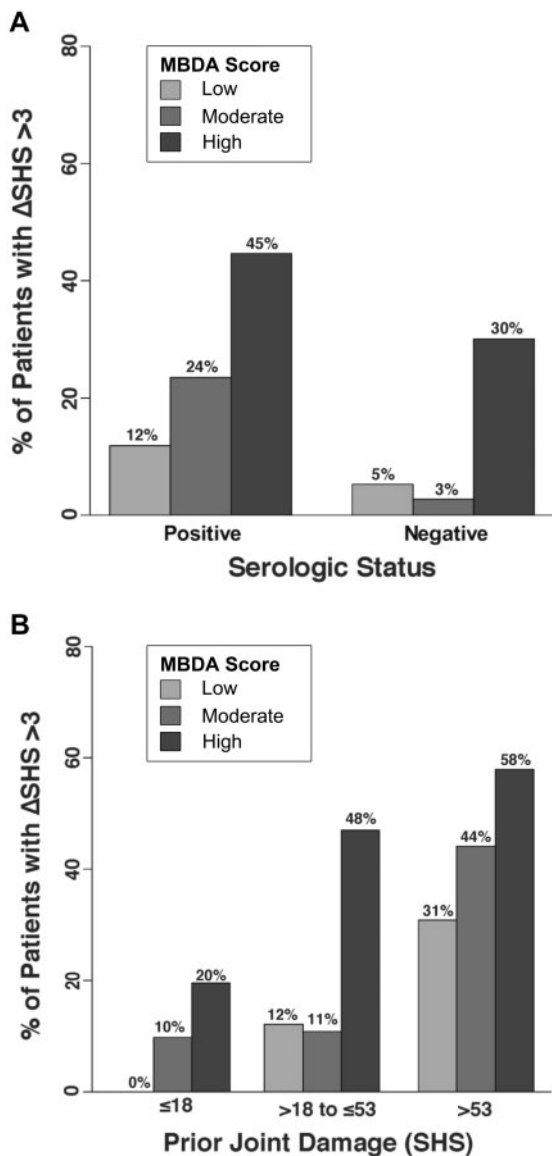 A
% of Patients with ΔSHS >3
80
60
40
20
0
MBDA Score
Low
Moderate
High
12%
24%
45%
5%
3%
30%
Positive
Negative
Serologic Status
B
% of Patients with ΔSHS >3
80
60
40
20
0
MBDA Score
Low
Moderate
High
0%
10%
20%
12%
11%
48%
31%
44%
58%
≤18
>18 to ≤53
>53
Prior Joint Damage (SHS)